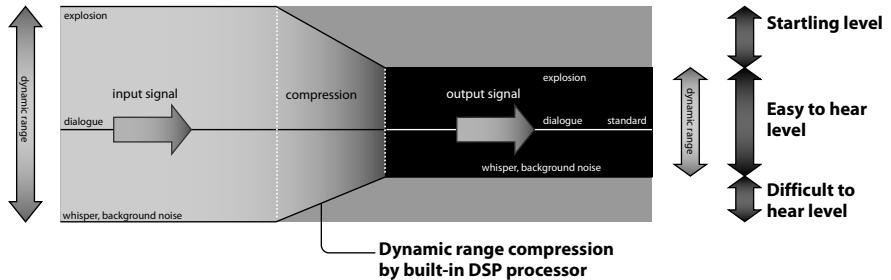 explosion
Startling level
dynamic range
input signal
compression
output signal
explosion
dynamic range
Easy to hear
level
dialogue
dialogue
standard
whisper, background noise
whisper, background noise
Difficult to
hear level
Dynamic range compression
by built-in DSP processor